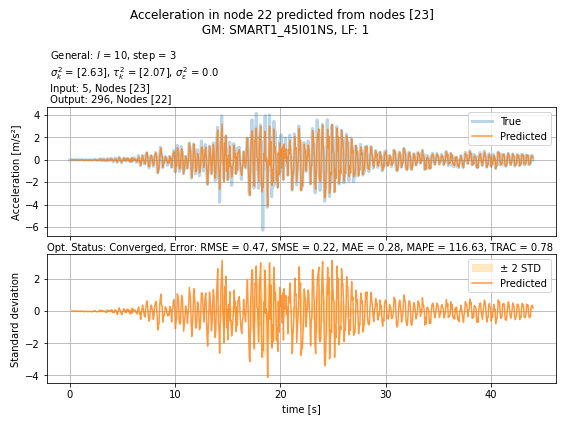 Acceleration in node 22 predicted from nodes [23]
GM: SMART1_45I01NS, LF: 1
General: l = 10, step = 3
σ²ₖ = [2.63], τ²ₖ = [2.07], σ²ε = 0.0
Input: 5, Nodes [23]
Output: 296, Nodes [22]
Acceleration [m/s²]
4
2
0
−2
−4
−6
True
Predicted
Opt. Status: Converged, Error: RMSE = 0.47, SMSE = 0.22, MAE = 0.28, MAPE = 116.63, TRAC = 0.78
Standard deviation
2
0
−2
−4
± 2 STD
Predicted
0
10
20
30
40
time [s]